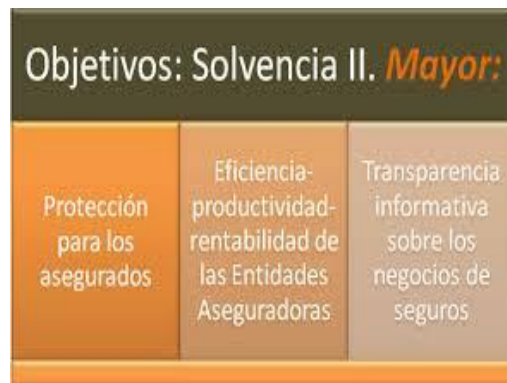 Objetivos: Solvencia II. Mayor:
Protección
para los
asegurados
Eficiencia-
productividad-
rentabilidad de
las Entidades
Aseguradoras
Transparencia
informativa
sobre los
negocios de
seguros